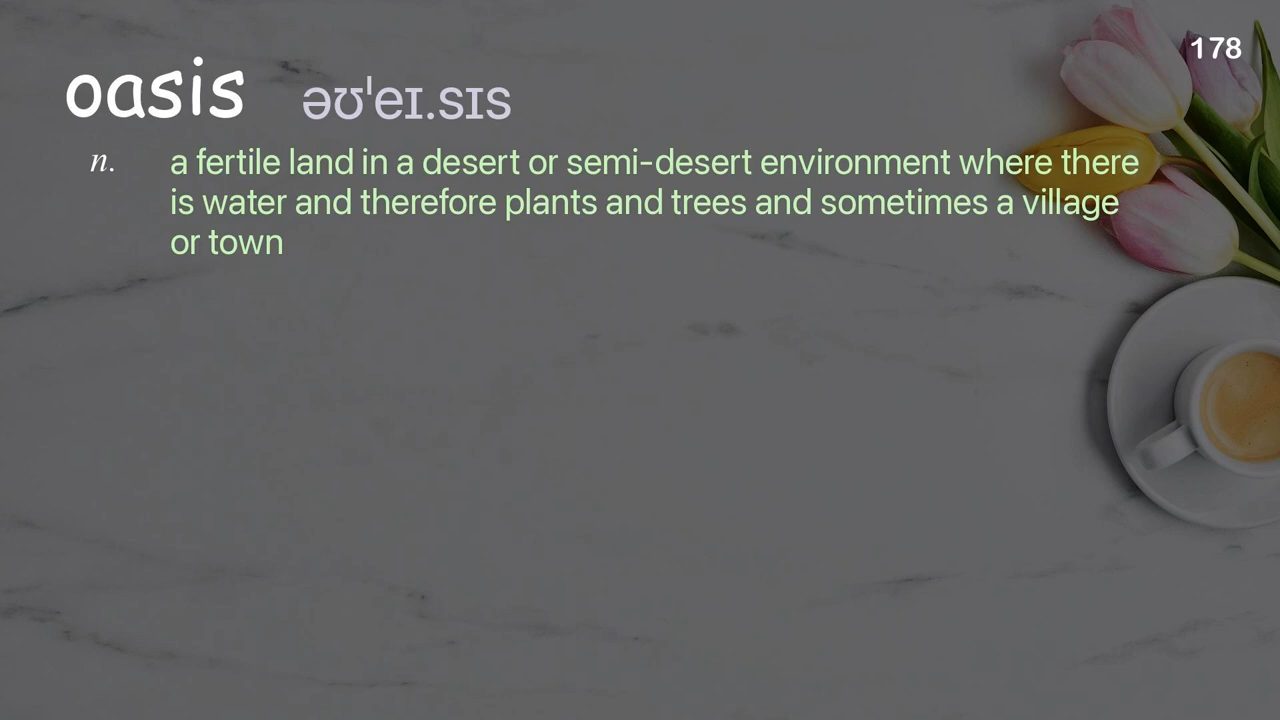 178
oasis əʊˈeɪ.sɪs
n. a fertile land in a desert or semi-desert environment where there
is water and therefore plants and trees and sometimes a village
or town